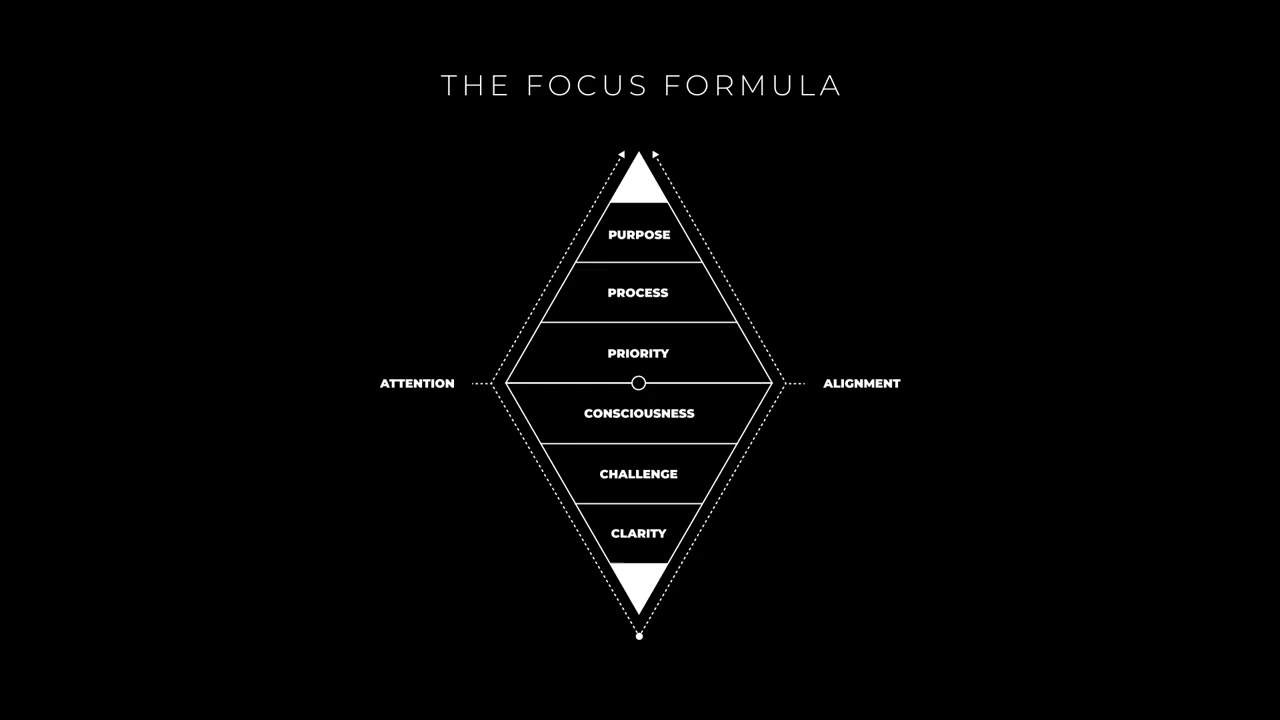 THE FOCUS FORMULA
PURPOSE
PROCESS
PRIORITY
ATTENTION
ALIGNMENT
CONSCIOUSNESS
CHALLENGE
CLARITY